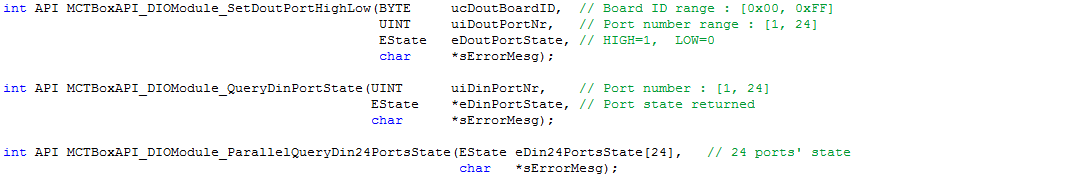 int API MCTBoxAPI_DIOModule_SetDoutPortHighLow(BYTE ucDoutBoardID, // Board ID range : [0x00, 0xFF]
UINT uiDoutPortNr, // Port number range : [1, 24]
EState eDoutPortState, // HIGH=1, LOW=0
char *sErrorMesg);
int API MCTBoxAPI_DIOModule_QueryDinPortState(UINT uiDinPortNr, // Port number : [1, 24]
EState *eDinPortState, // Port state returned
char *sErrorMesg);
int API MCTBoxAPI_DIOModule_ParallelQueryDin24PortsState(EState eDin24PortsState[24], // 24 ports' state
char *sErrorMesg);